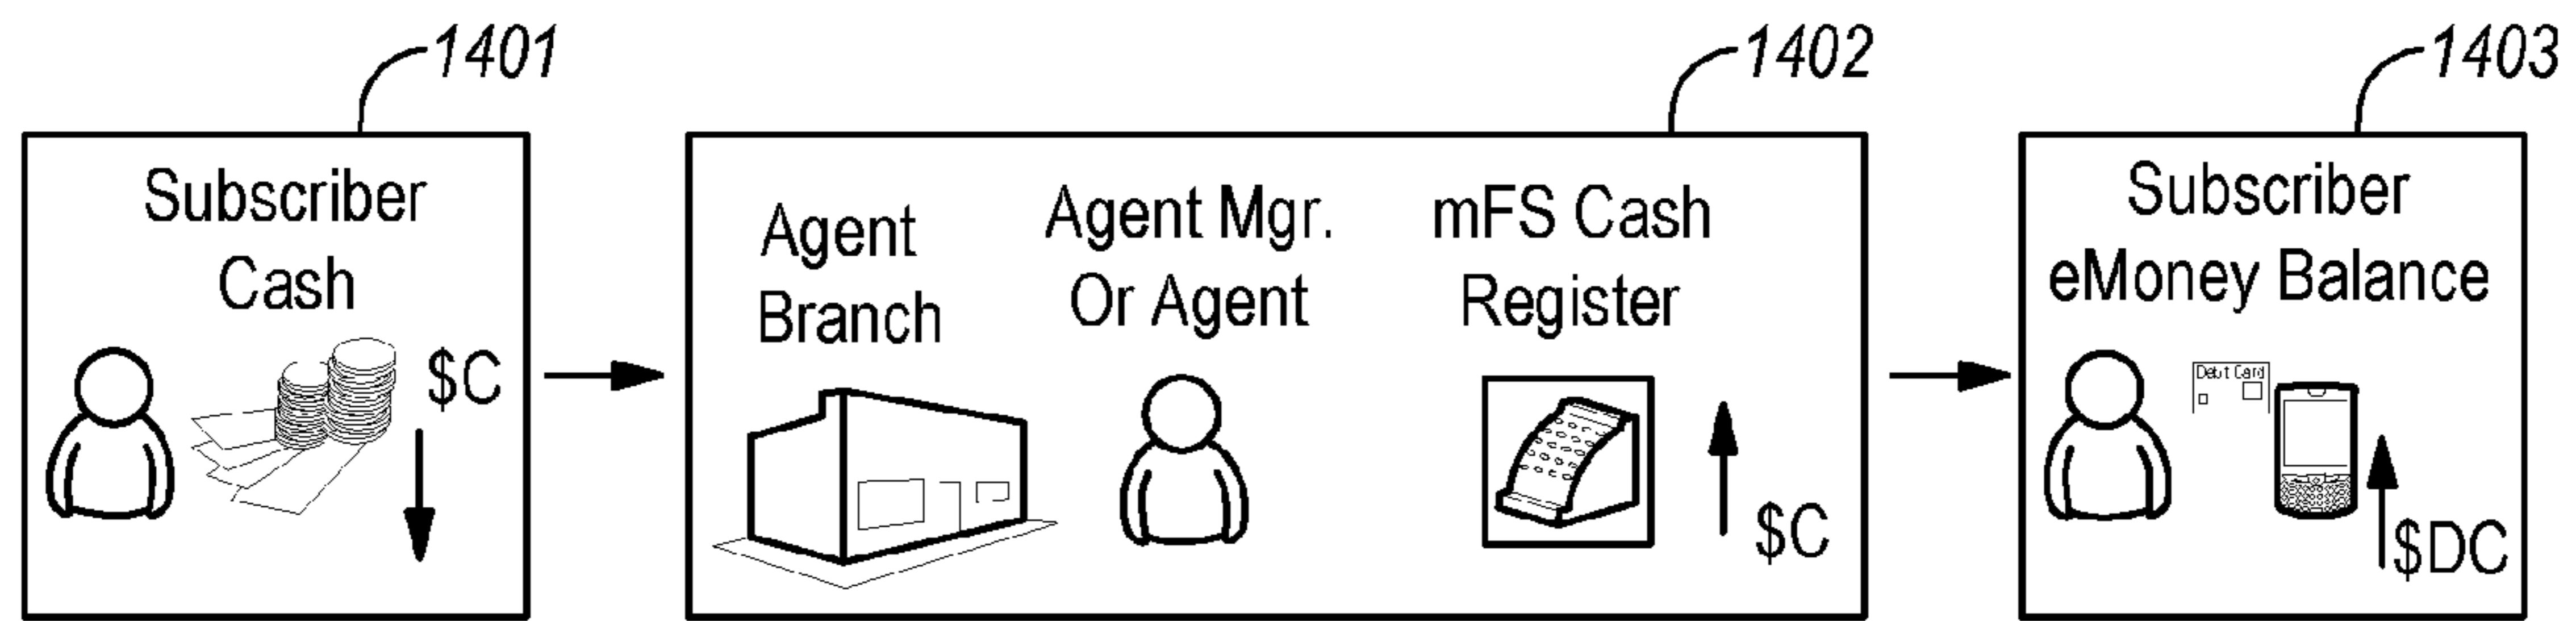 1401
1402
1403
Subscriber
Cash
$C
Agent
Branch
Agent Mgr.
Or Agent
mFS Cash
Register
$C
Subscriber
eMoney Balance
Debit Card
$DC